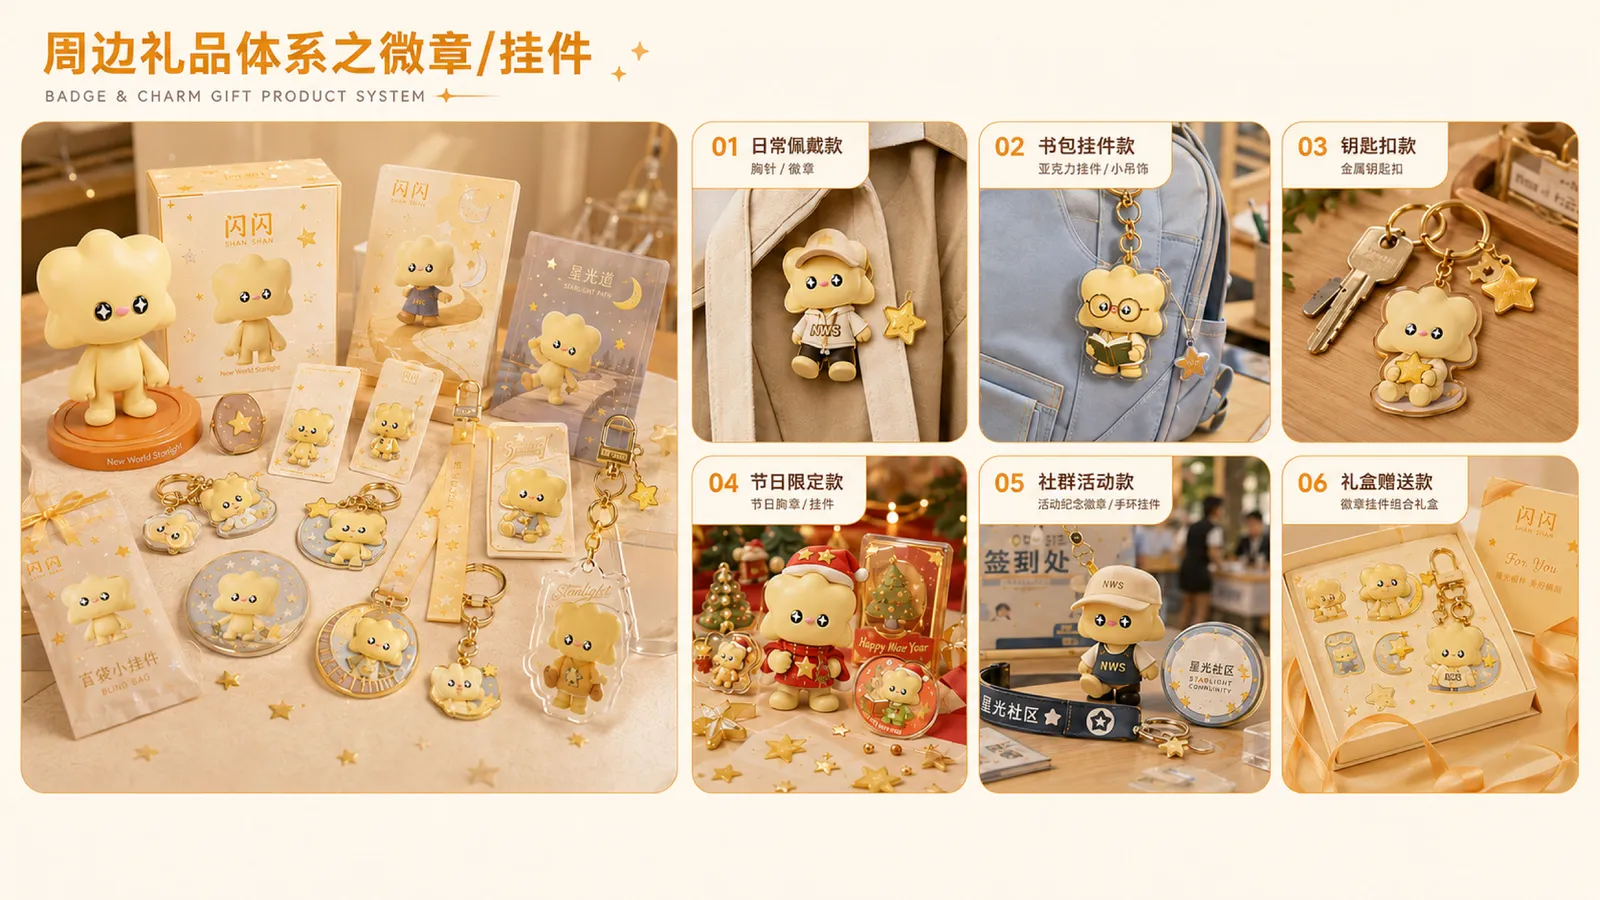 周边礼品体系之徽章/挂件
BADGE & CHARM GIFT PRODUCT SYSTEM
闪闪
SHAN SHAN
New World Starlight
闪闪
SHAN SHAN
星光道
STARLIGHT PATH
New World Starlight
闪闪
盲袋小挂件
BLING BAG
Starlight
01 日常佩戴款
胸针 / 徽章
NWS
02 书包挂件款
亚克力挂件 / 小吊饰
03 钥匙扣款
金属钥匙扣
04 节日限定款
节日胸章 / 挂件
05 社群活动款
活动纪念徽章 / 手环挂件
签到处
NWS
NWS
星光社区
星光社区
STARLIGHT
06 礼盒赠送款
徽章挂件组合礼盒
闪闪
SHAN SHAN
For You